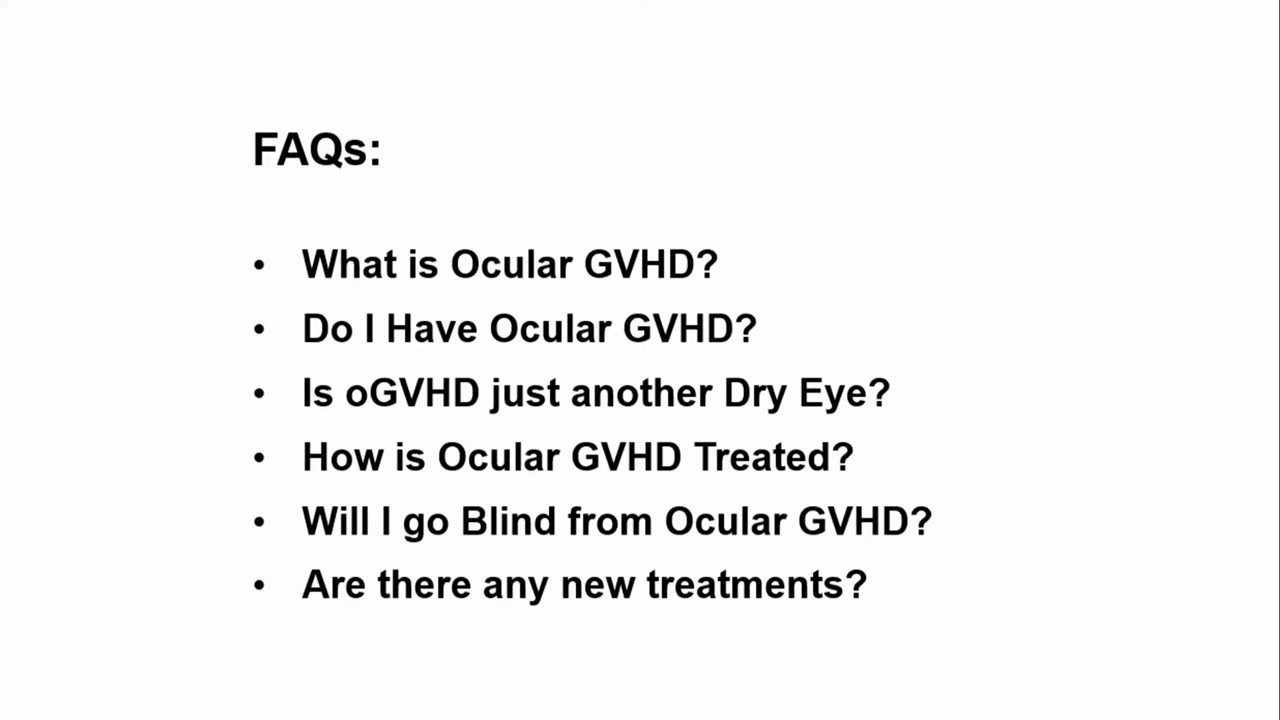 FAQs:
• What is Ocular GVHD?
• Do I Have Ocular GVHD?
• Is oGVHD just another Dry Eye?
• How is Ocular GVHD Treated?
• Will I go Blind from Ocular GVHD?
• Are there any new treatments?